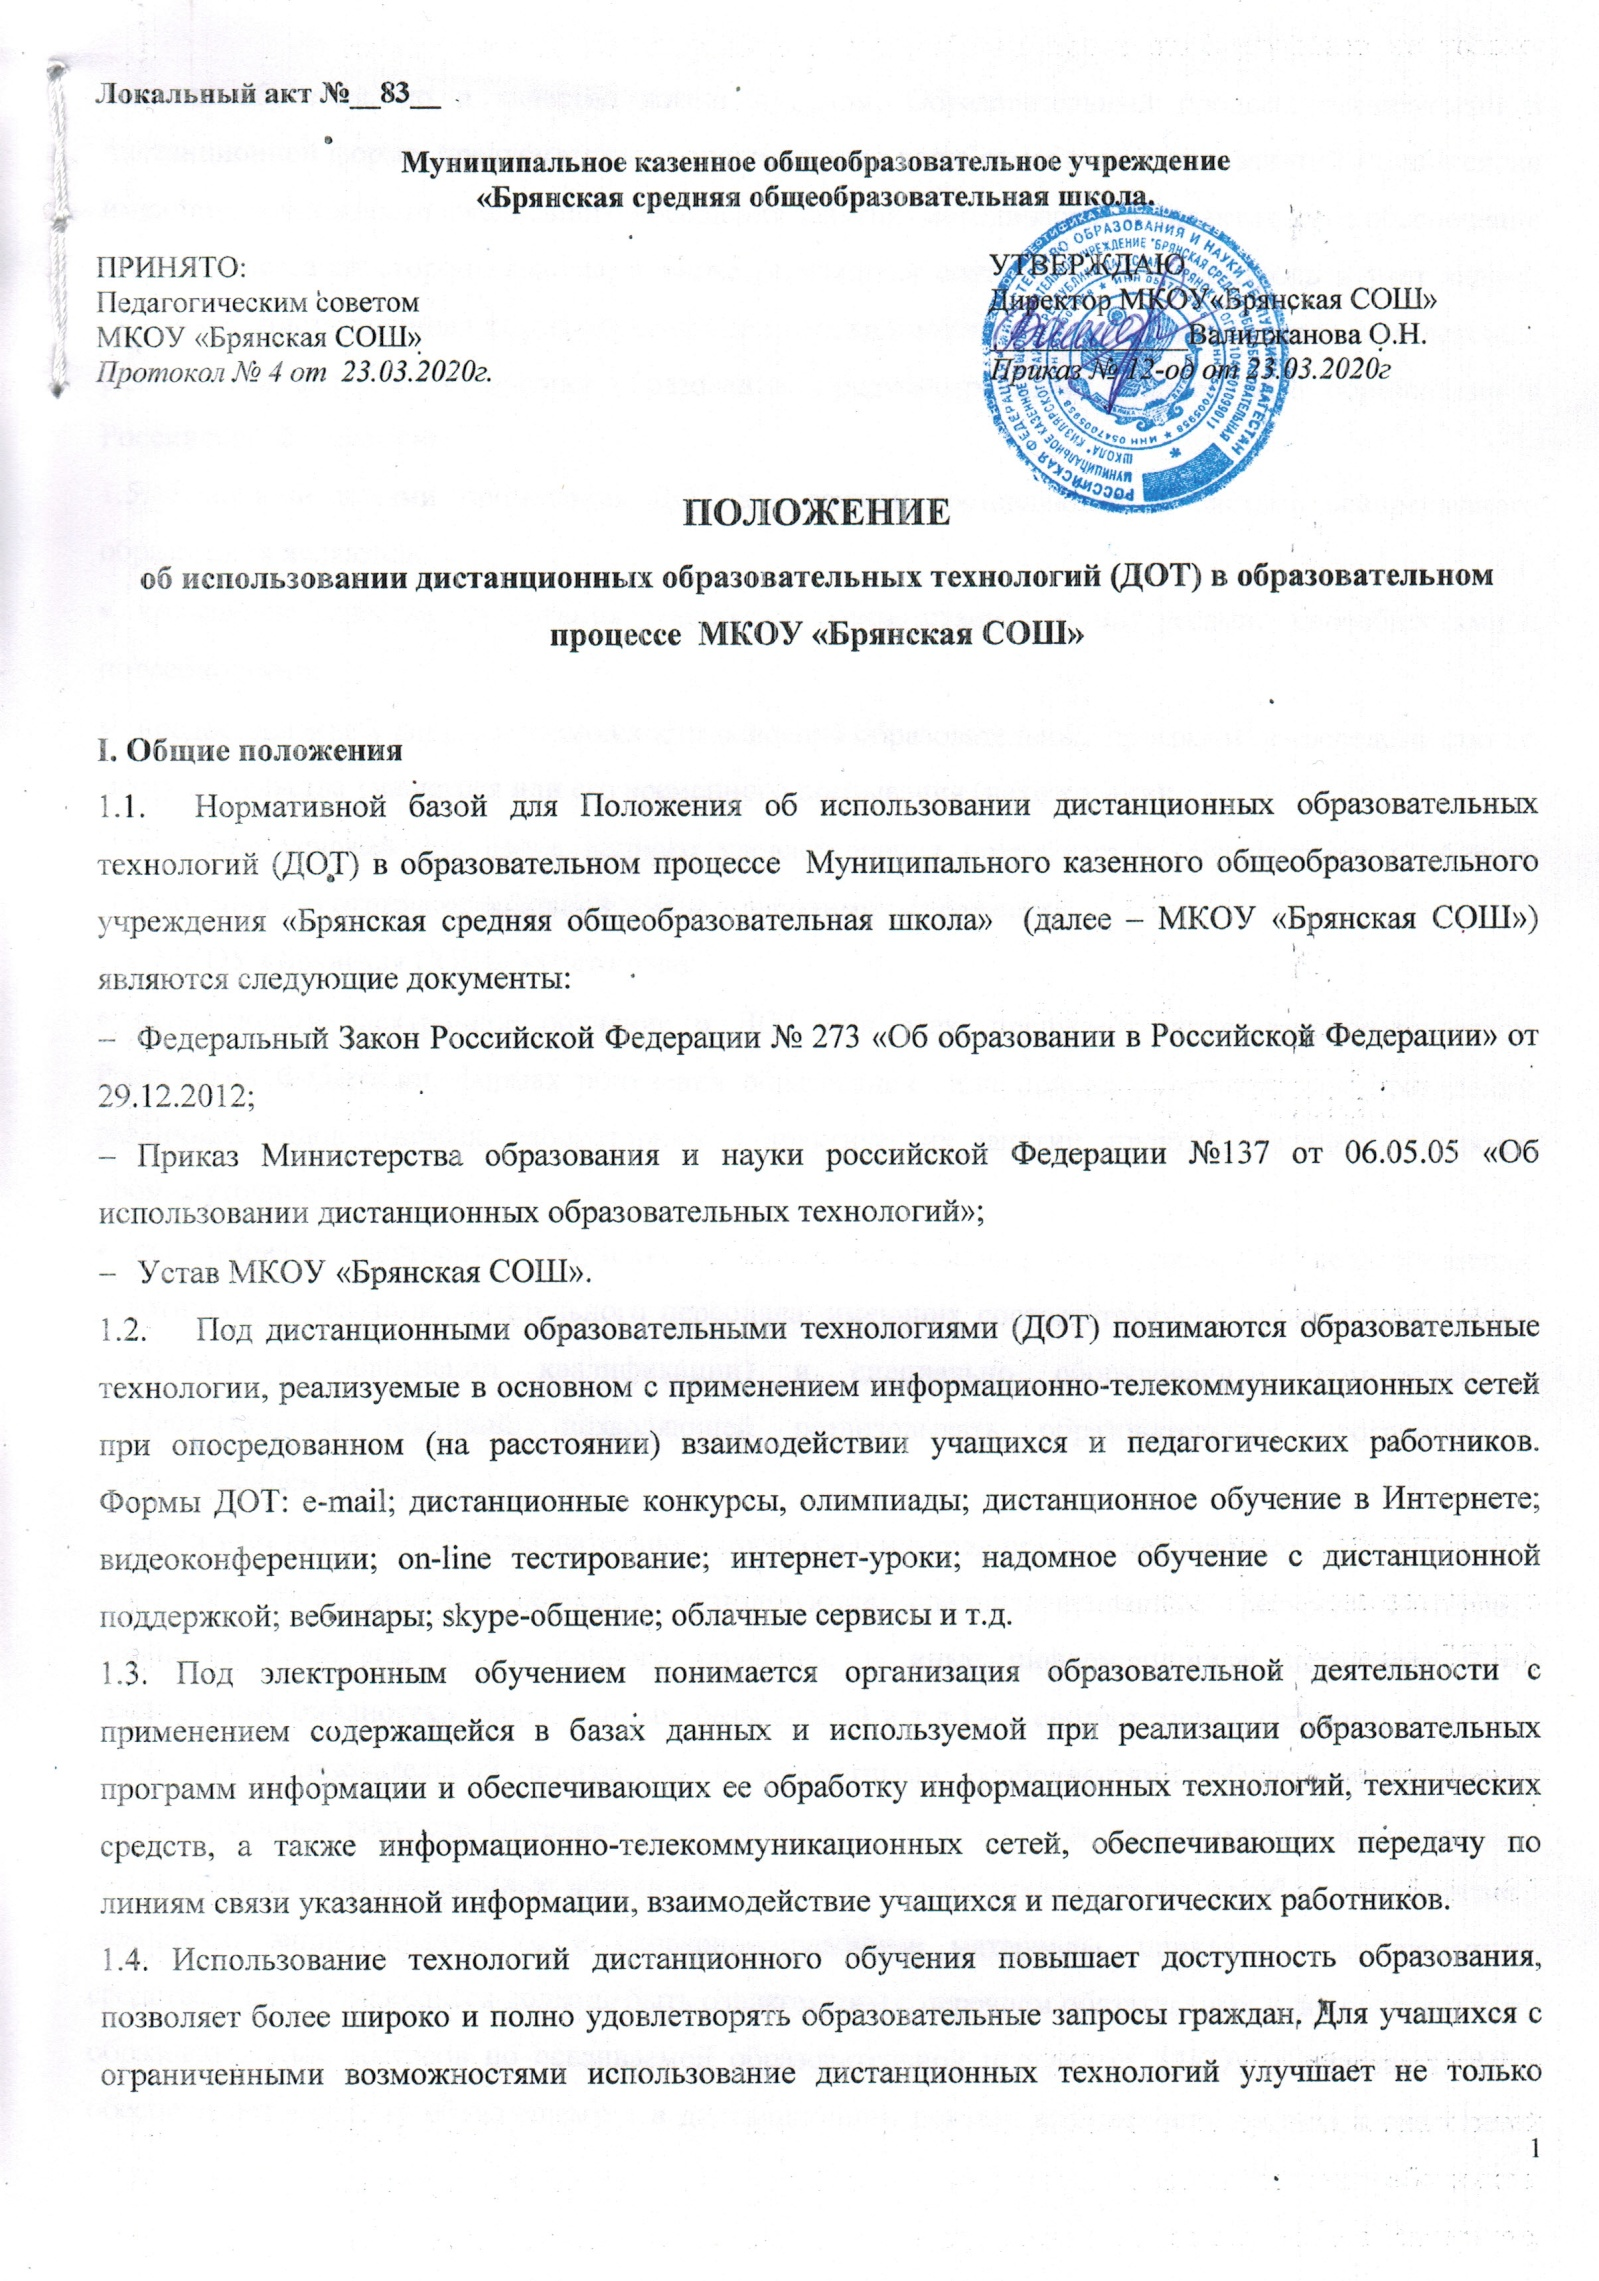 Локальный акт №__83__
Муниципальное казенное общеобразовательное учреждение
«Брянская средняя общеобразовательная школа.
ПРИНЯТО:
Педагогическим советом
МКОУ «Брянская СОШ»
Протокол № 4 от 23.03.2020г.
УТВЕРЖДАЮ
Директор МКОУ«Брянская СОШ»
Валиджанова О.Н.
Приказ № 12-од от 23.03.2020г
ПОЛОЖЕНИЕ
об использовании дистанционных образовательных технологий (ДОТ) в образовательном
процессе МКОУ «Брянская СОШ»
I. Общие положения
1.1. Нормативной базой для Положения об использовании дистанционных образовательных
технологий (ДОТ) в образовательном процессе Муниципального казенного общеобразовательного
учреждения «Брянская средняя общеобразовательная школа» (далее – МКОУ «Брянская СОШ»)
являются следующие документы:
– Федеральный Закон Российской Федерации № 273 «Об образовании в Российской Федерации» от
29.12.2012;
– Приказ Министерства образования и науки российской Федерации №137 от 06.05.05 «Об
использовании дистанционных образовательных технологий»;
– Устав МКОУ «Брянская СОШ».
1.2. Под дистанционными образовательными технологиями (ДОТ) понимаются образовательные
технологии, реализуемые в основном с применением информационно-телекоммуникационных сетей
при опосредованном (на расстоянии) взаимодействии учащихся и педагогических работников.
Формы ДОТ: e-mail; дистанционные конкурсы, олимпиады; дистанционное обучение в Интернете;
видеоконференции; on-line тестирование; интернет-уроки; надомное обучение с дистанционной
поддержкой; вебинары; skype-общение; облачные сервисы и т.д.
1.3. Под электронным обучением понимается организация образовательной деятельности с
применением содержащейся в базах данных и используемой при реализации образовательных
программ информации и обеспечивающих ее обработку информационных технологий, технических
средств, а также информационно-телекоммуникационных сетей, обеспечивающих передачу по
линиям связи указанной информации, взаимодействие учащихся и педагогических работников.
1.4. Использование технологий дистанционного обучения повышает доступность образования,
позволяет более широко и полно удовлетворять образовательные запросы граждан. Для учащихся с
ограниченными возможностями использование дистанционных технологий улучшает не только
1